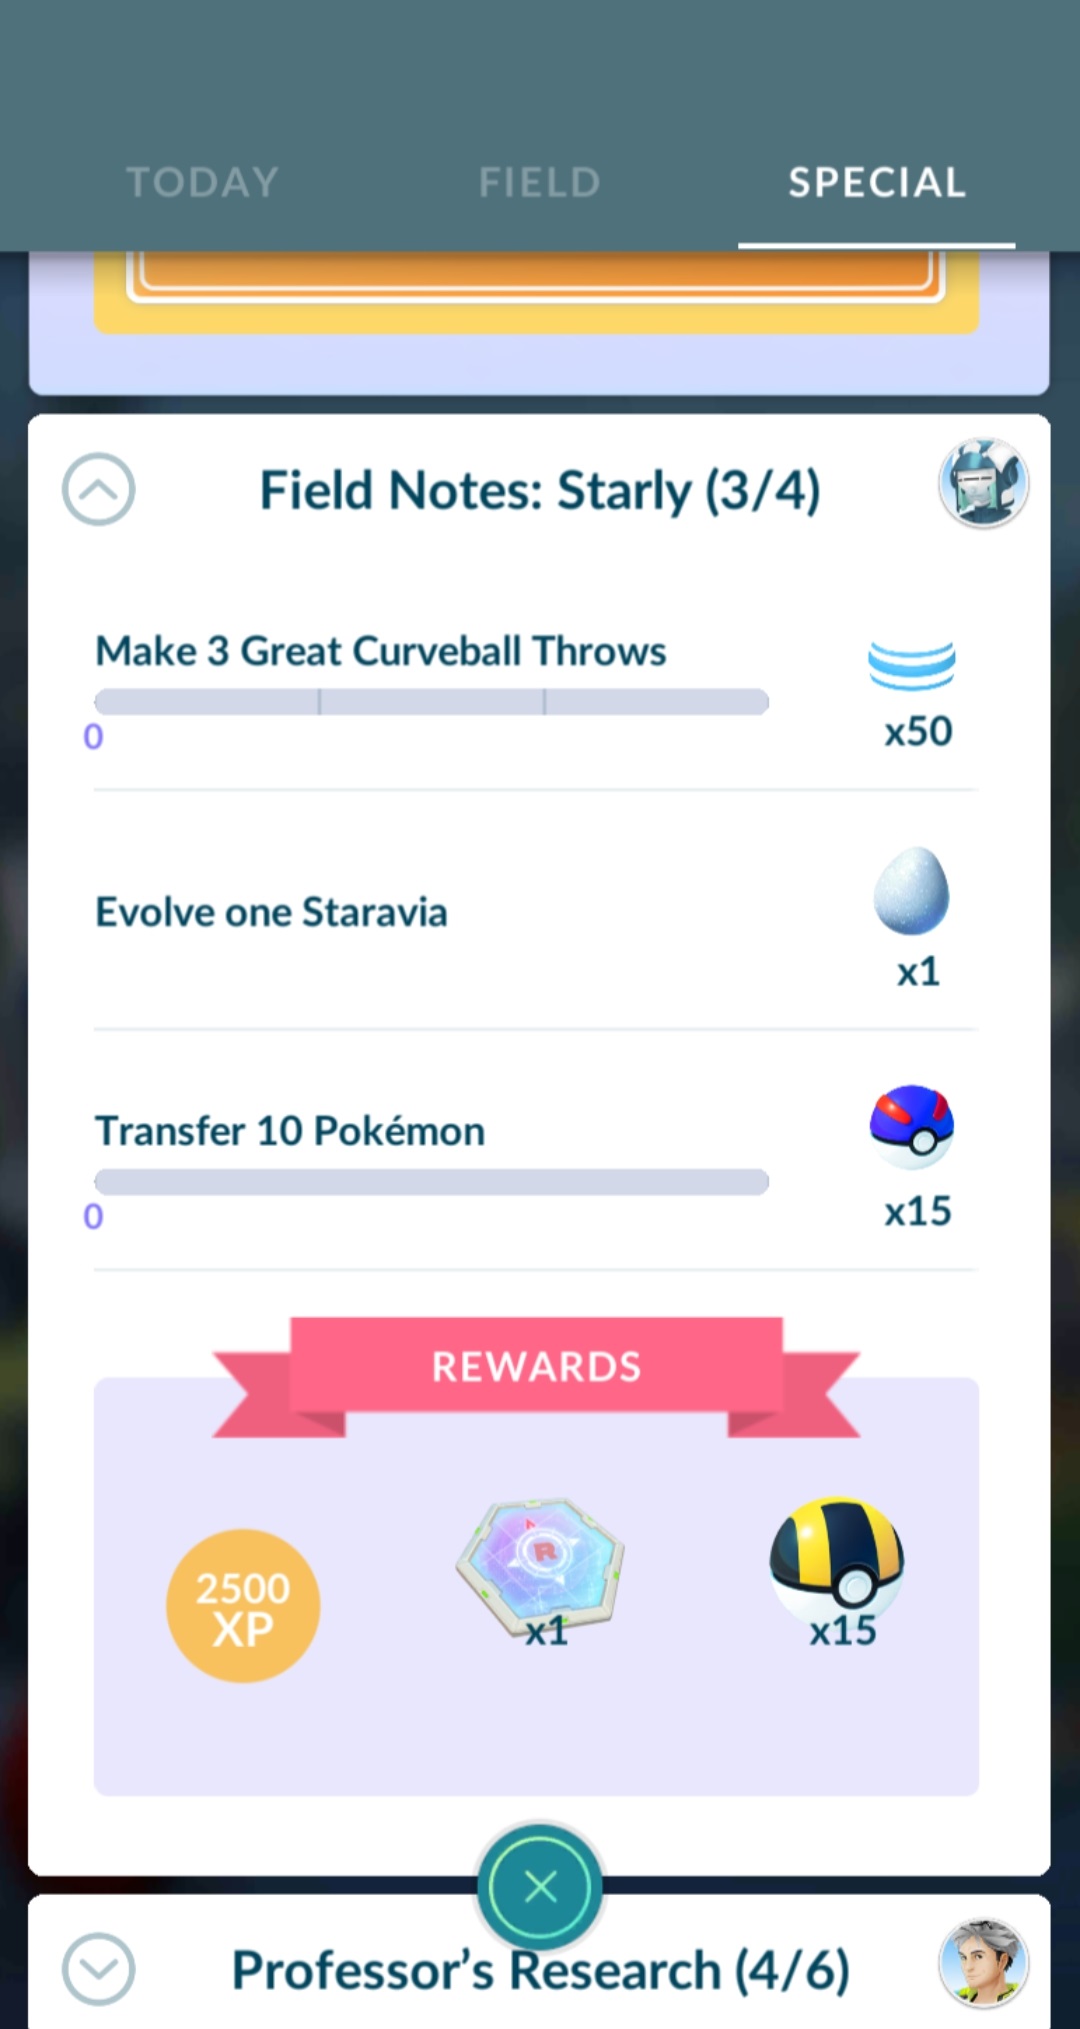 TODAY
FIELD
SPECIAL
Field Notes: Starly (3/4)
Make 3 Great Curveball Throws
0
x50
Evolve one Staravia
x1
Transfer 10 Pokémon
0
x15
REWARDS
2500
XP
R
x1
x15
Professor's Research (4/6)